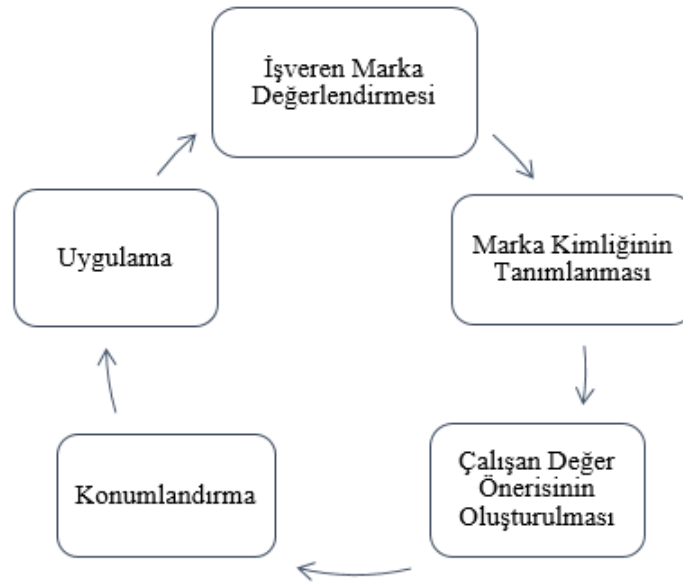 İşveren Marka
Değerlendirmesi
Marka Kimliğinin
Tanımlanması
Çalışan Değer
Önerisinin
Oluşturulması
Konumlandırma
Uygulama